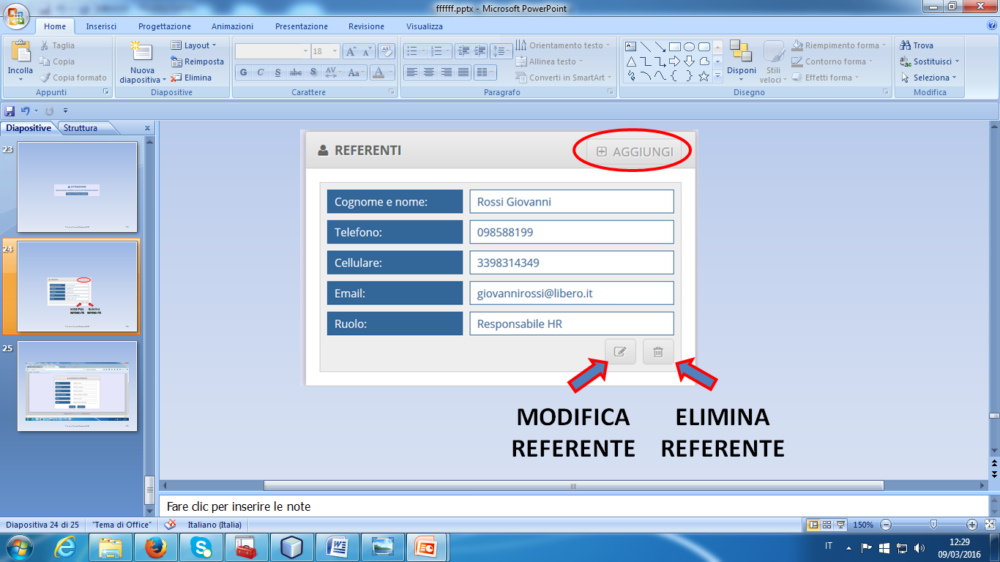 ffffff.pptx - Microsoft PowerPoint
Home Inserisci Progettazione Animazioni Presentazione Revisione Visualizza
Incolla
Taglia
Copia
Copia formato
Appunti
Nuova
diapositiva
Layout
Reimposta
Elimina
Diapositive
18
G C S abc S AV Aa A
Carattere
Orientamento testo
Allinea testo
Converti in SmartArt
Paragrafo
Disponi
Stili
veloci
Riempimento forma
Contorno forma
Effetti forma
Disegno
Trova
Sostituisci
Seleziona
Modifica
Diapositive Struttura x
23
ATTENZIONE
24
MODIFICA ELIMINA
REFERENTE REFERENTE
25
REFERENTI
AGGIUNGI
Cognome e nome: Rossi Giovanni
Telefono: 098588199
Cellulare: 3398314349
Email: giovannirossi@libero.it
Ruolo: Responsabile HR
MODIFICA ELIMINA
REFERENTE REFERENTE
Fare clic per inserire le note
Diapositiva 24 di 25 "Tema di Office" Italiano (Italia) 150%
IT
12:29
09/03/2016